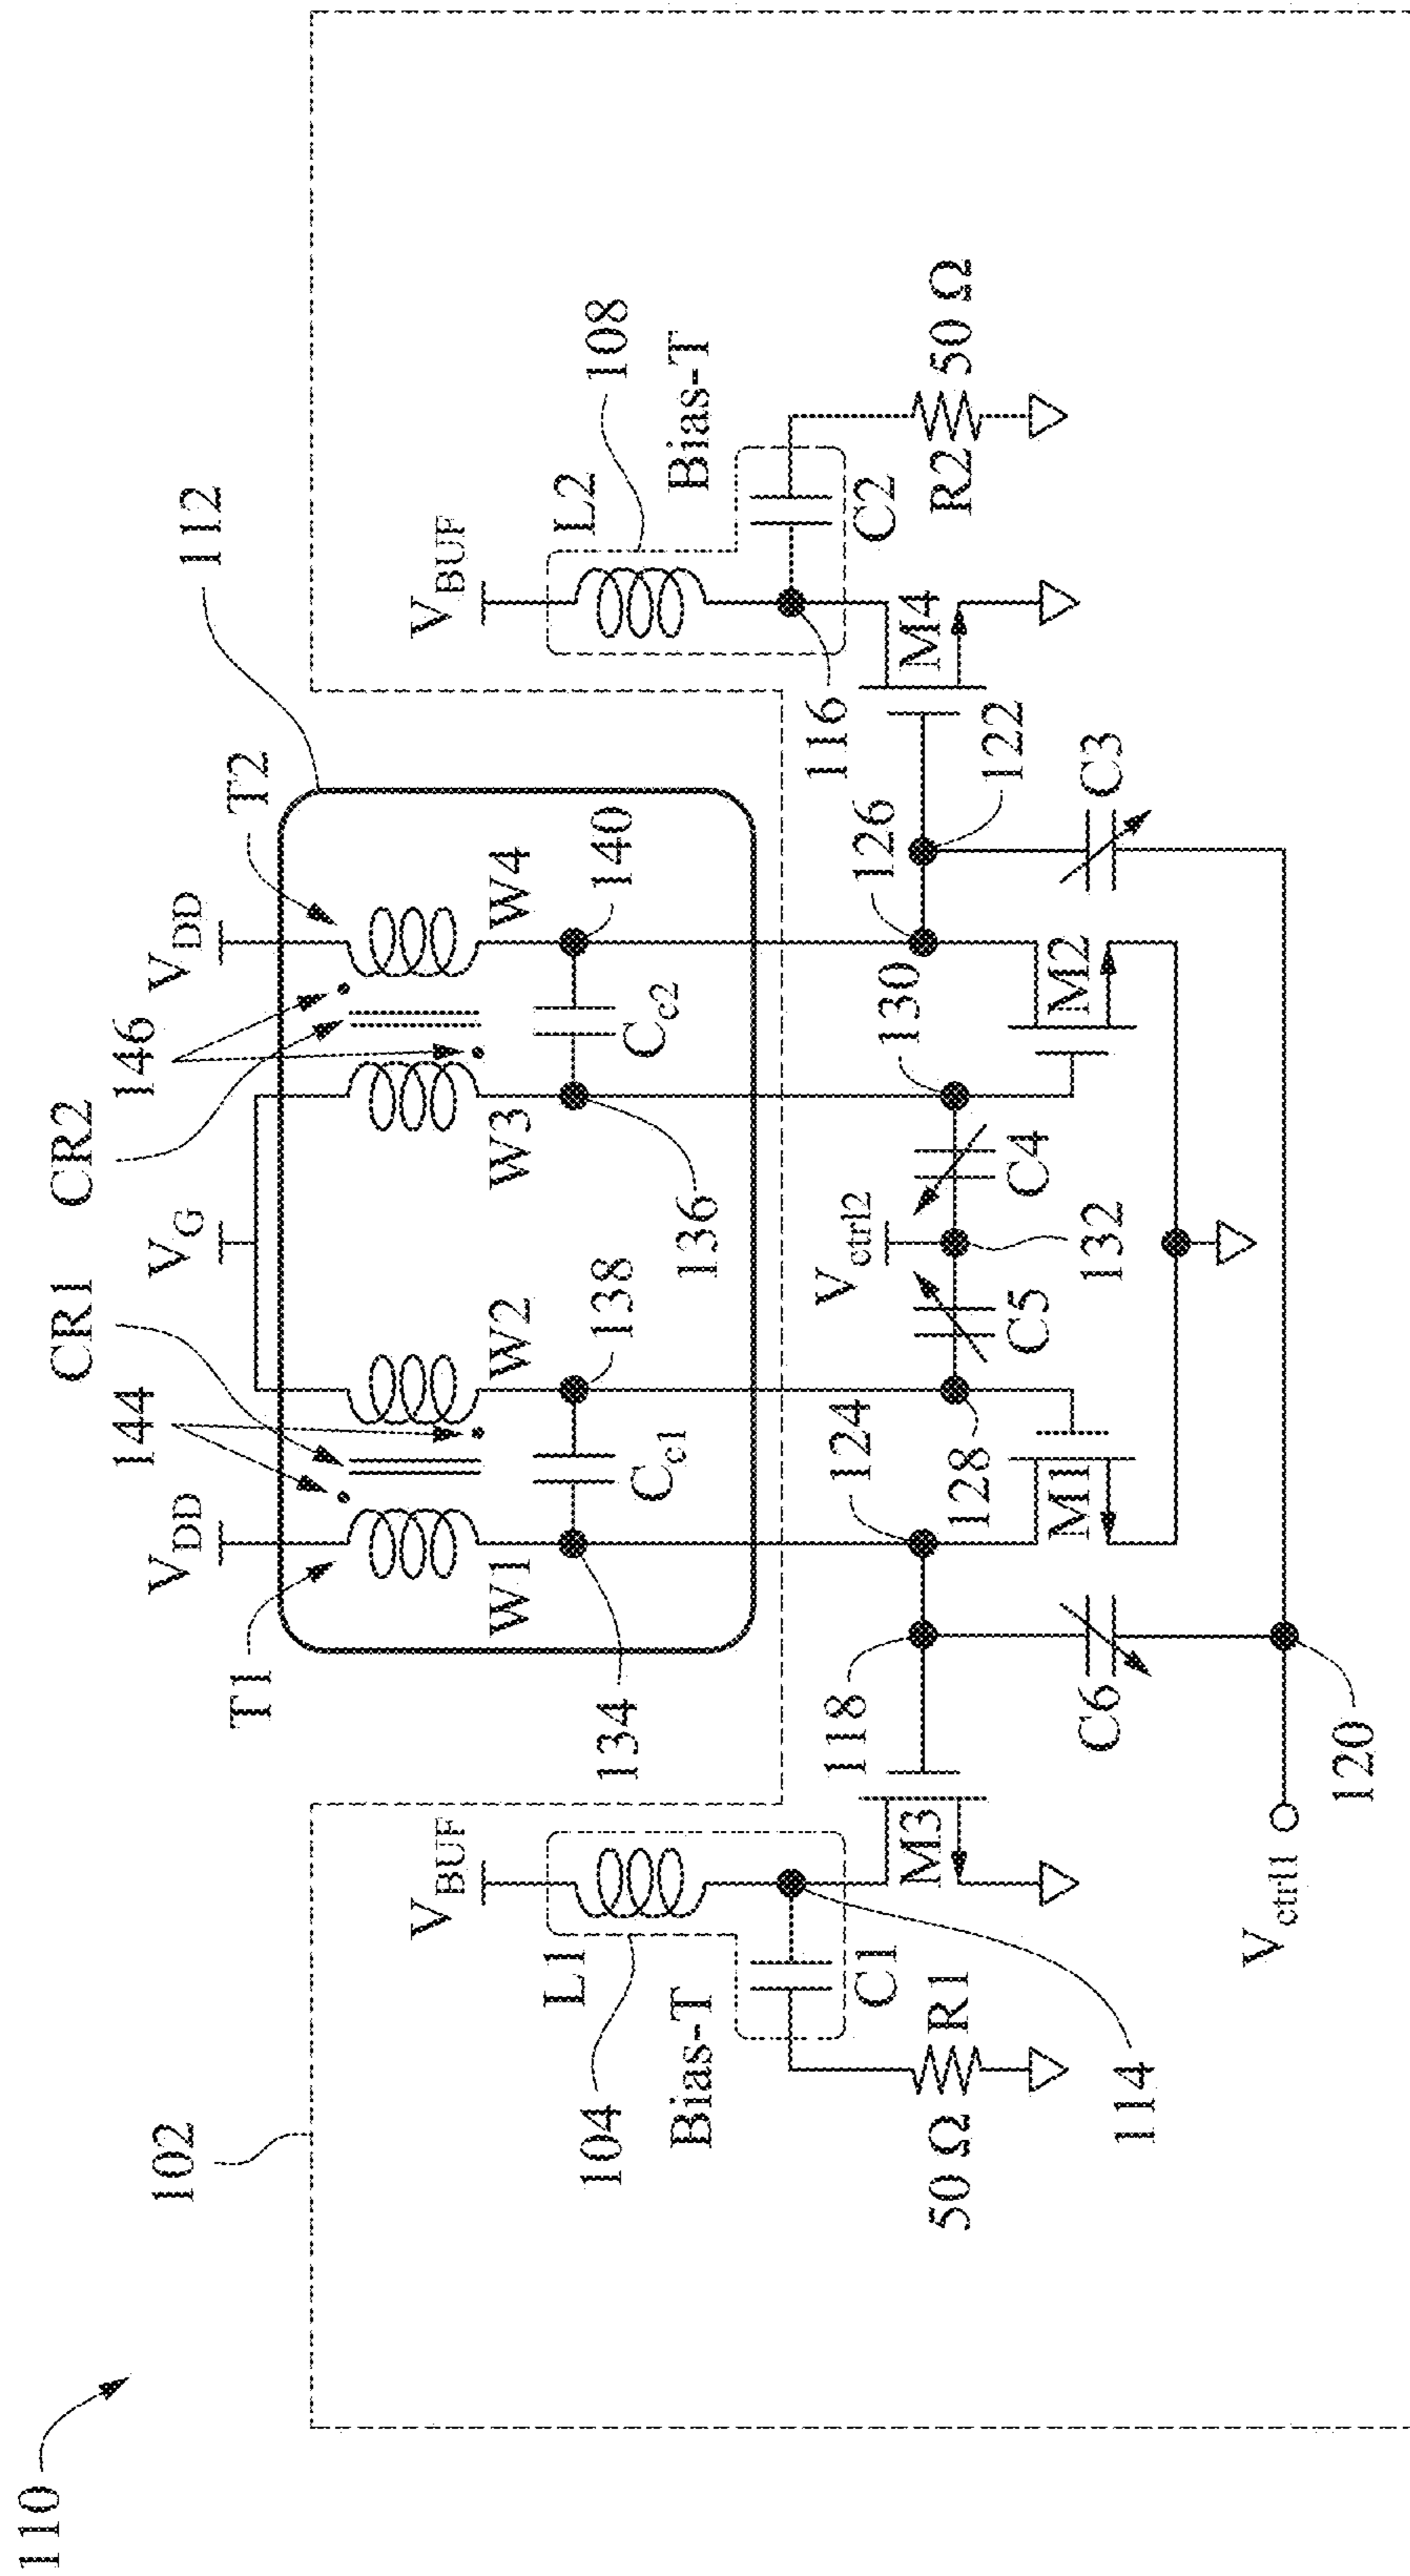 110
102
112
144
CR1
CR2
146
V_DD
V_G
V_DD
T1
T2
W1
W2
W3
W4
C_c1
C_c2
134
138
136
140
V_BUF
V_BUF
L1
L2
104
108
Bias-T
Bias-T
C1
C2
50 Ω
R1
R2
50 Ω
114
116
M3
M4
118
124
128
V_ctrl2
132
130
126
122
C5
C4
M1
M2
C6
C3
V_ctrl1
120